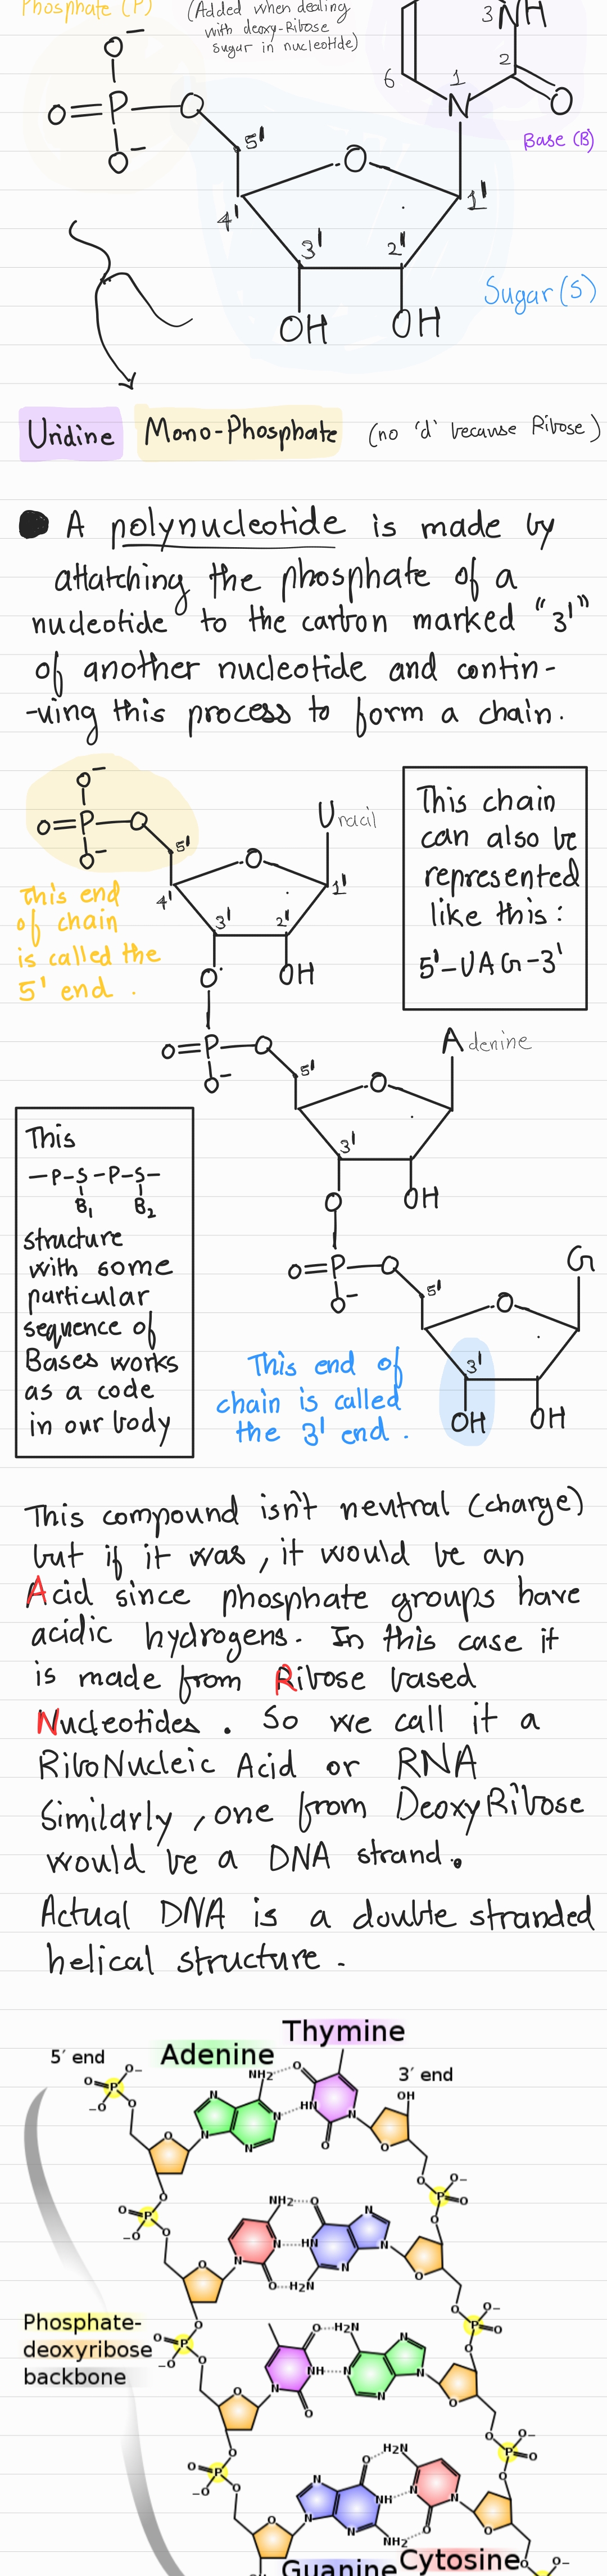 Phosphate (P)
(Added when dealing
with deoxy-Ribose
sugar in nucleotide)
3 NH
O⁻
6
1
2
O=P—O
N
O
Base (B)
O⁻
5'
O
4'
1'
3'
2'
Sugar (S)
OH
OH
Uridine Mono-Phosphate (no 'd' because Ribose)
A polynucleotide is made by
attatching the phosphate of a
nucleotide to the carbon marked "3'"
of another nucleotide and contin-
-uing this process to form a chain.
O⁻
O=P—O
O⁻
5'
Uracil
O
4'
1'
3'
2'
This end
of chain
is called the
5' end.
This chain
can also be
represented
like this:
5'-UAG-3'
O
OH
O=P—O
O⁻
5'
Adenine
O
3'
O
OH
This
-P-S-P-S-
B₁ B₂
structure
with some
particular
sequence of
Bases works
as a code
in our body
O=P—O
O⁻
5'
G
O
3'
OH
OH
This end of
chain is called
the 3' end.
This compound isn't neutral (charge)
but if it was, it would be an
Acid since phosphate groups have
acidic hydrogens. In this case it
is made from Ribose based
Nucteotides. So we call it a
RiboNucleic Acid or RNA
Similarly, one from DeoxyRibose
would be a DNA strand.
Actual DNA is a double stranded
helical structure.
Thymine
5′ end
Adenine
3′ end
O⁻
O=P
⁻O
O
NH₂
O
N
N
N
N
HN
N
O
O
OH
O
O
O
P
O
O⁻
O
O
P
O
⁻O
O
NH₂
N
N
O
O
HN
N
N
N
H₂N
O
O
P
O⁻
O
O
Phosphate-
deoxyribose
backbone
O
P
O
⁻O
O
O
NH
N
O
H₂N
N
N
N
N
O
O
P
O⁻
O
O
O
P
O
⁻O
O
O
N
N
N
NH
NH₂
H₂N
N
N
O
O
O⁻
Guanine
Cytosine